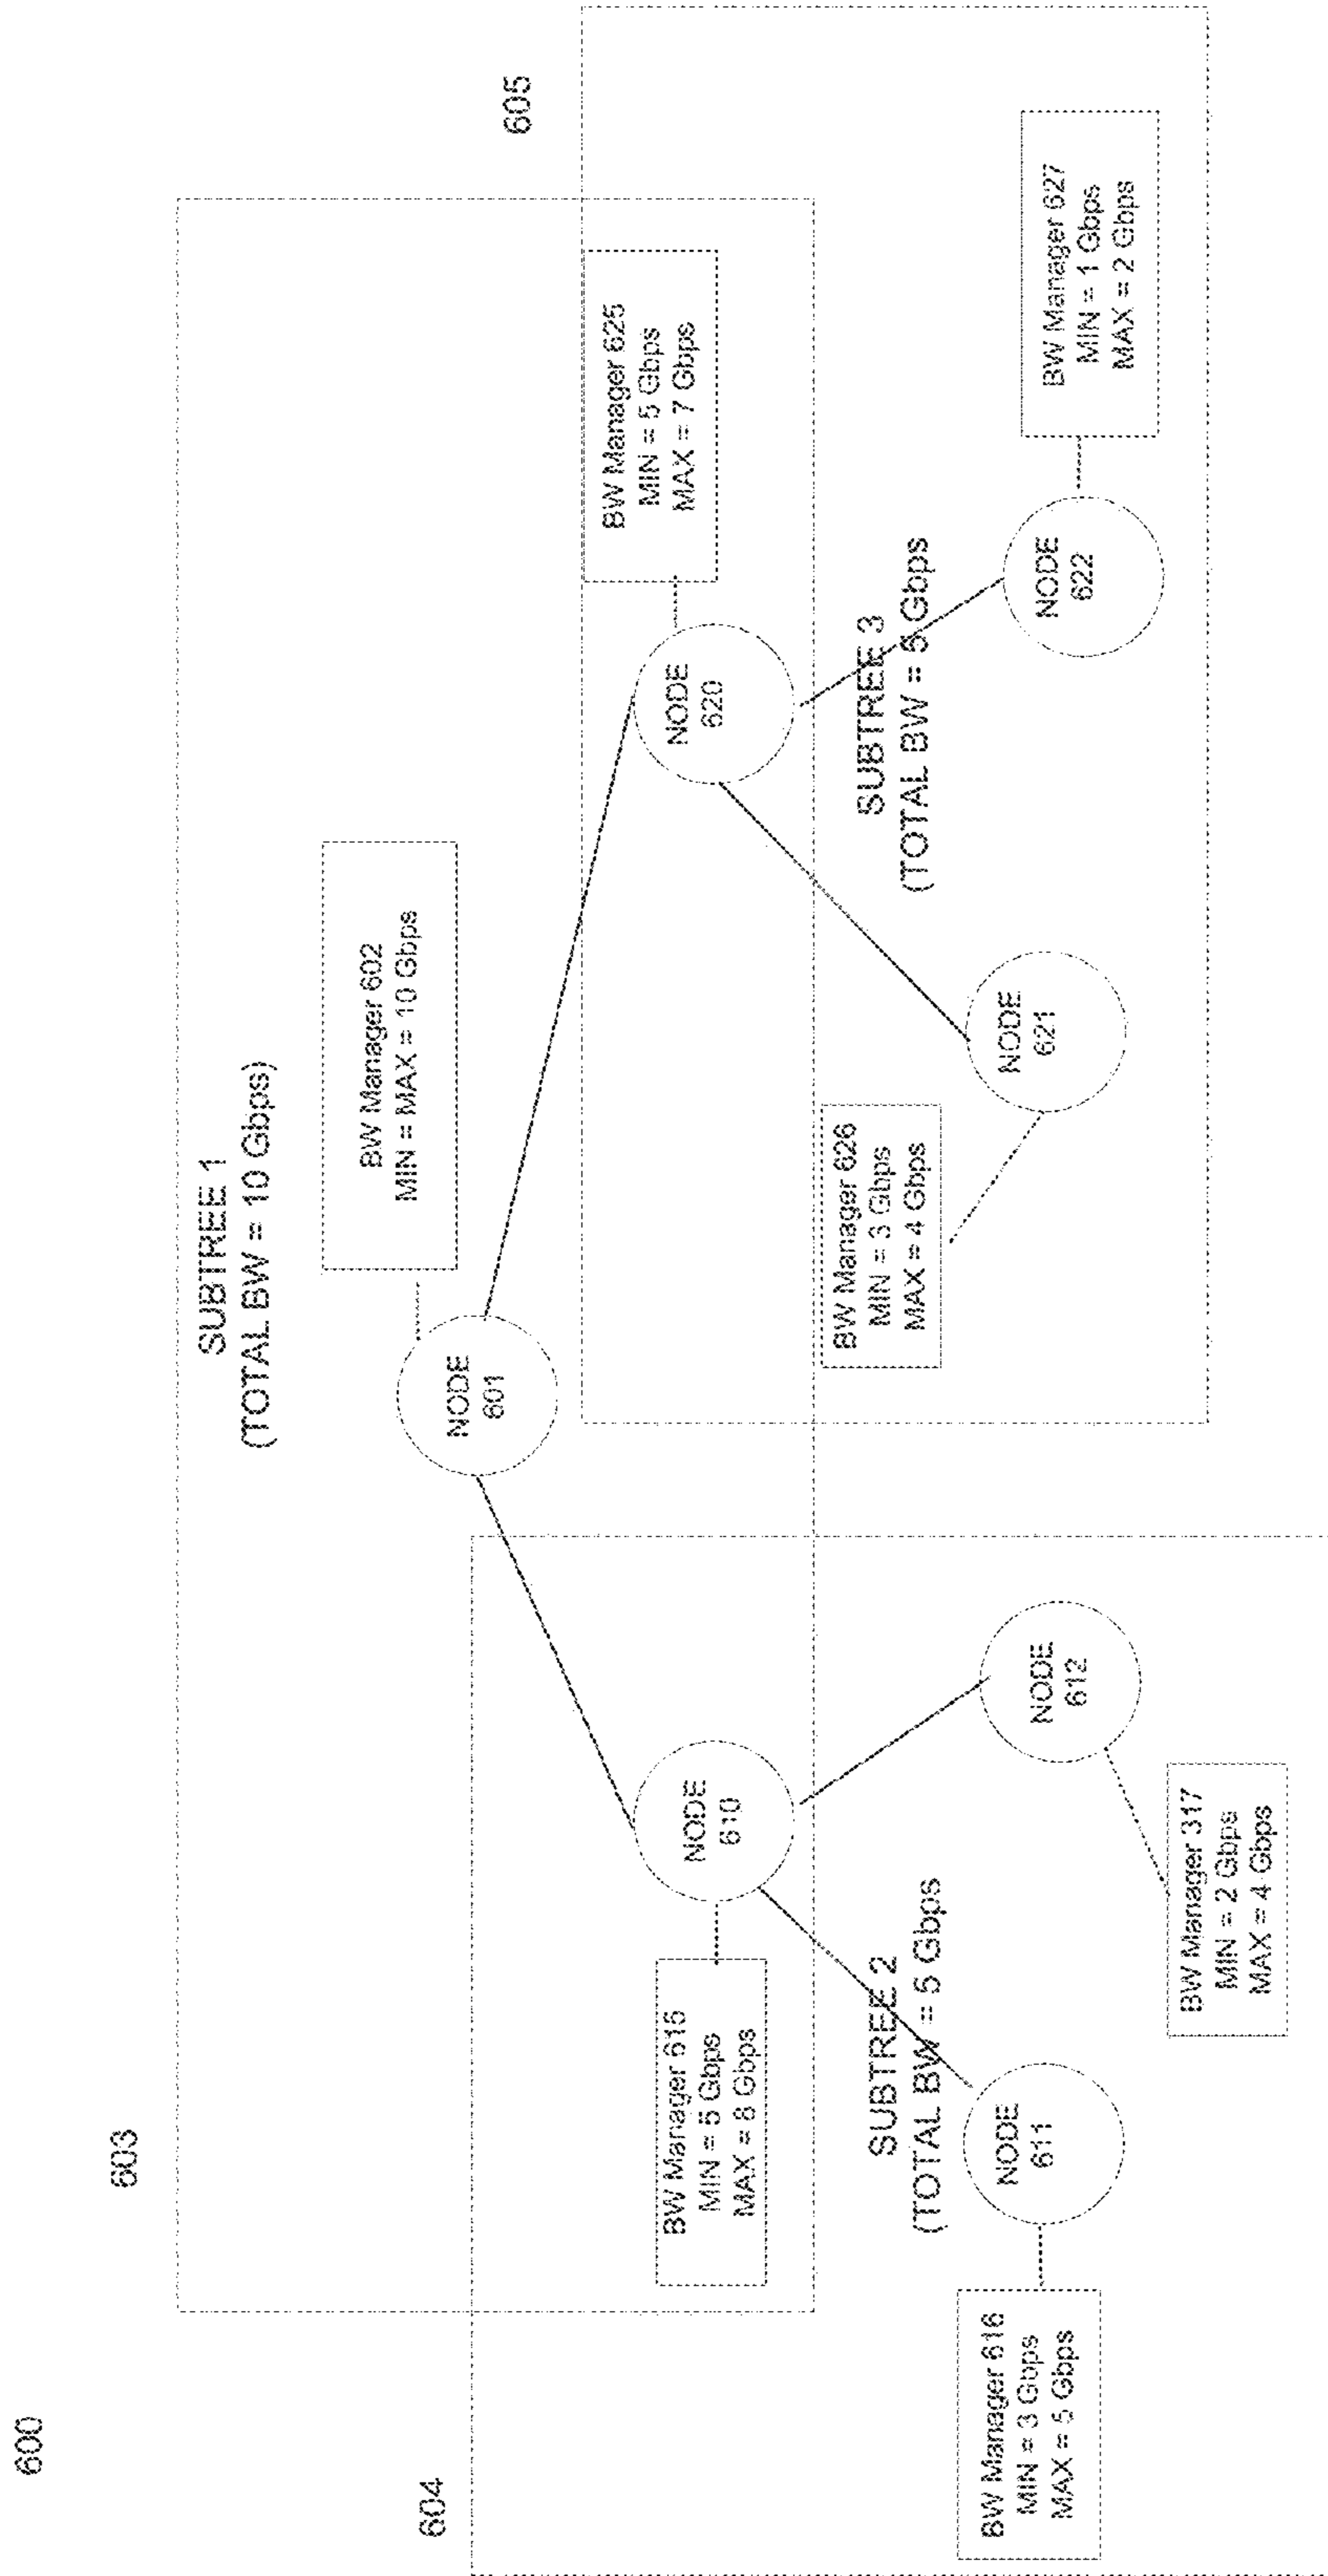 600
603
SUBTREE 1
(TOTAL BW = 10 Gbps)
BW Manager 602
MIN = MAX = 10 Gbps
NODE
601
604
605
BW Manager 615
MIN = 5 Gbps
MAX = 8 Gbps
NODE
610
NODE
620
BW Manager 625
MIN = 5 Gbps
MAX = 7 Gbps
SUBTREE 2
(TOTAL BW = 5 Gbps
BW Manager 626
MIN = 3 Gbps
MAX = 4 Gbps
SUBTREE 3
(TOTAL BW = 5 Gbps
BW Manager 616
MIN = 3 Gbps
MAX = 5 Gbps
NODE
611
NODE
612
NODE
621
NODE
622
BW Manager 627
MIN = 1 Gbps
MAX = 2 Gbps
BW Manager 317
MIN = 2 Gbps
MAX = 4 Gbps